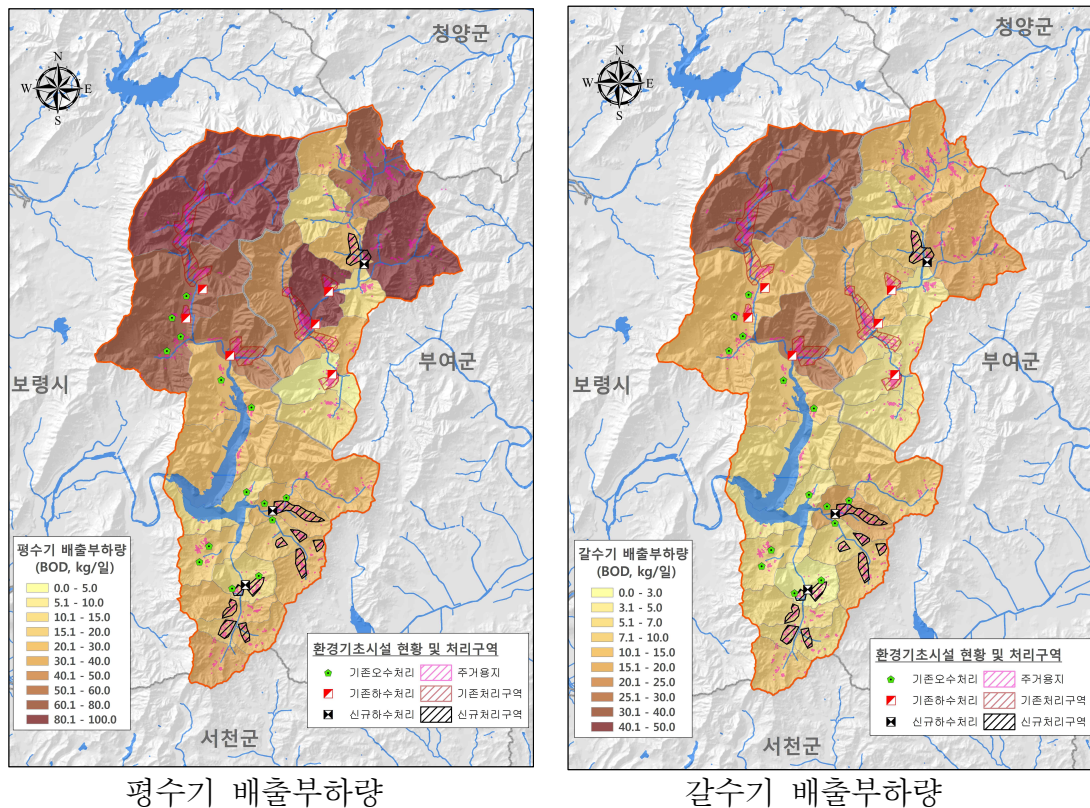 청양군
N
W
E
S
부여군
보령시
서천군
평수기 배출부하량
(BOD, kg/일)
0.0 - 5.0
5.1 - 10.0
10.1 - 15.0
15.1 - 20.0
20.1 - 30.0
30.1 - 40.0
40.1 - 50.0
50.1 - 60.0
60.1 - 80.0
80.1 - 100.0
환경기초시설 현황 및 처리구역
기존오수처리 주거용지
기존하수처리 기존처리구역
신규하수처리 신규처리구역
평수기 배출부하량
청양군
N
W
E
S
부여군
보령시
서천군
갈수기 배출부하량
(BOD, kg/일)
0.0 - 3.0
3.1 - 5.0
5.1 - 7.0
7.1 - 10.0
10.1 - 15.0
15.1 - 20.0
20.1 - 25.0
25.1 - 30.0
30.1 - 40.0
40.1 - 50.0
환경기초시설 현황 및 처리구역
기존오수처리 주거용지
기존하수처리 기존처리구역
신규하수처리 신규처리구역
갈수기 배출부하량